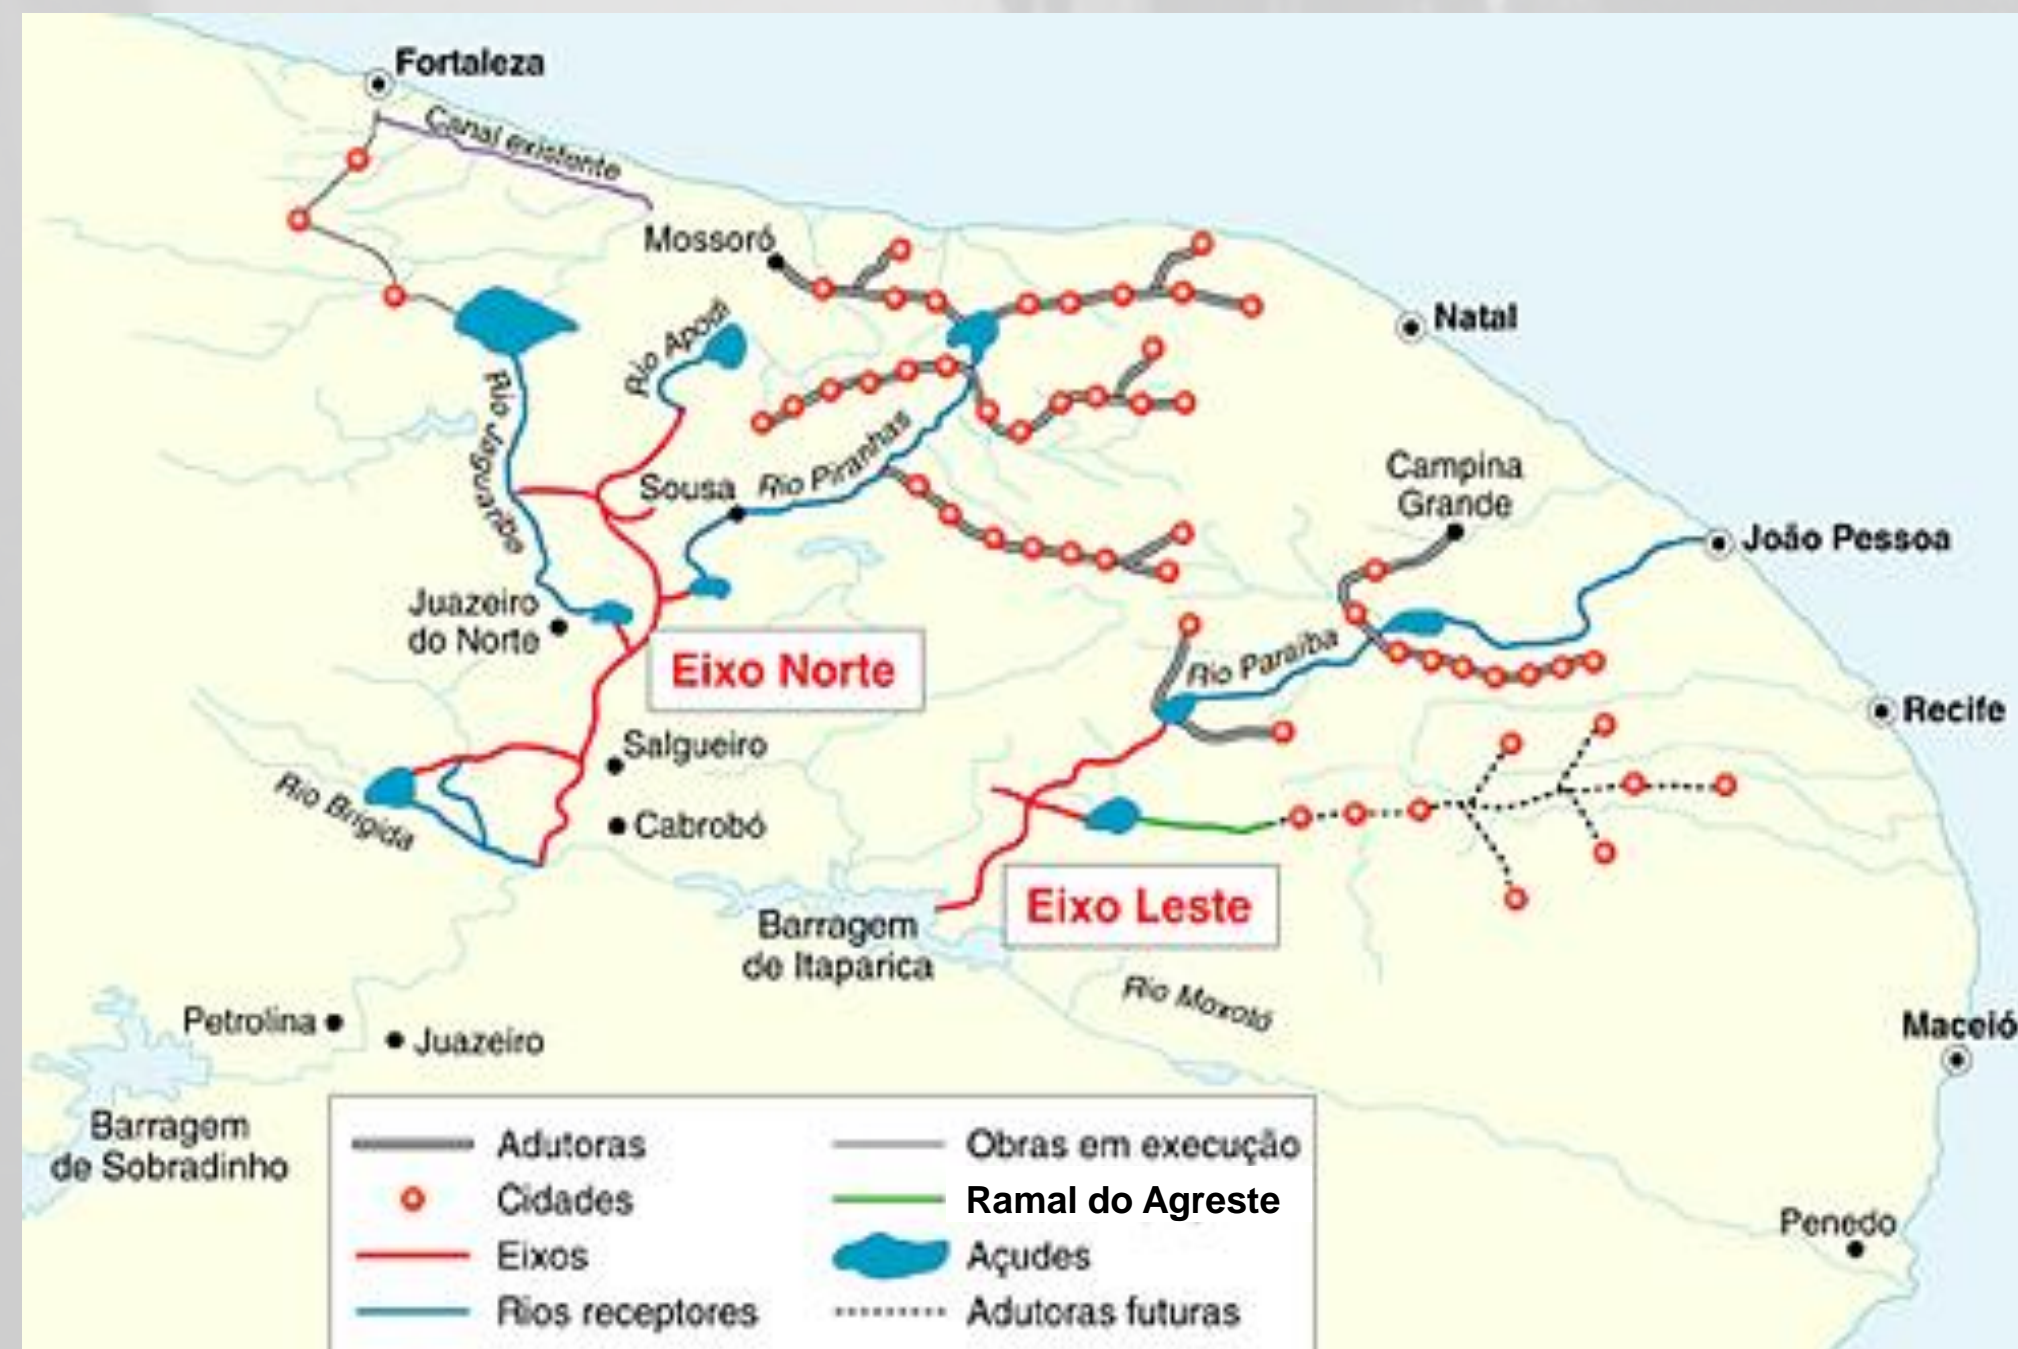 Fortaleza
Canal existente
Mossoró
Rio Apodi
Natal
Rio Jaguaribe
Rio Piranhas
Sousa
Campina
Grande
João Pessoa
Juazeiro
do Norte
Eixo Norte
Rio Paraíba
Recife
Salgueiro
Rio Brígida
Cabrobó
Eixo Leste
Barragem
de Itaparica
Rio Moxotó
Petrolina
Juazeiro
Maceió
Barragem
de Sobradinho
Penedo
Adutoras
Obras em execução
Cidades
Ramal do Agreste
Eixos
Açudes
Rios receptores
Adutoras futuras